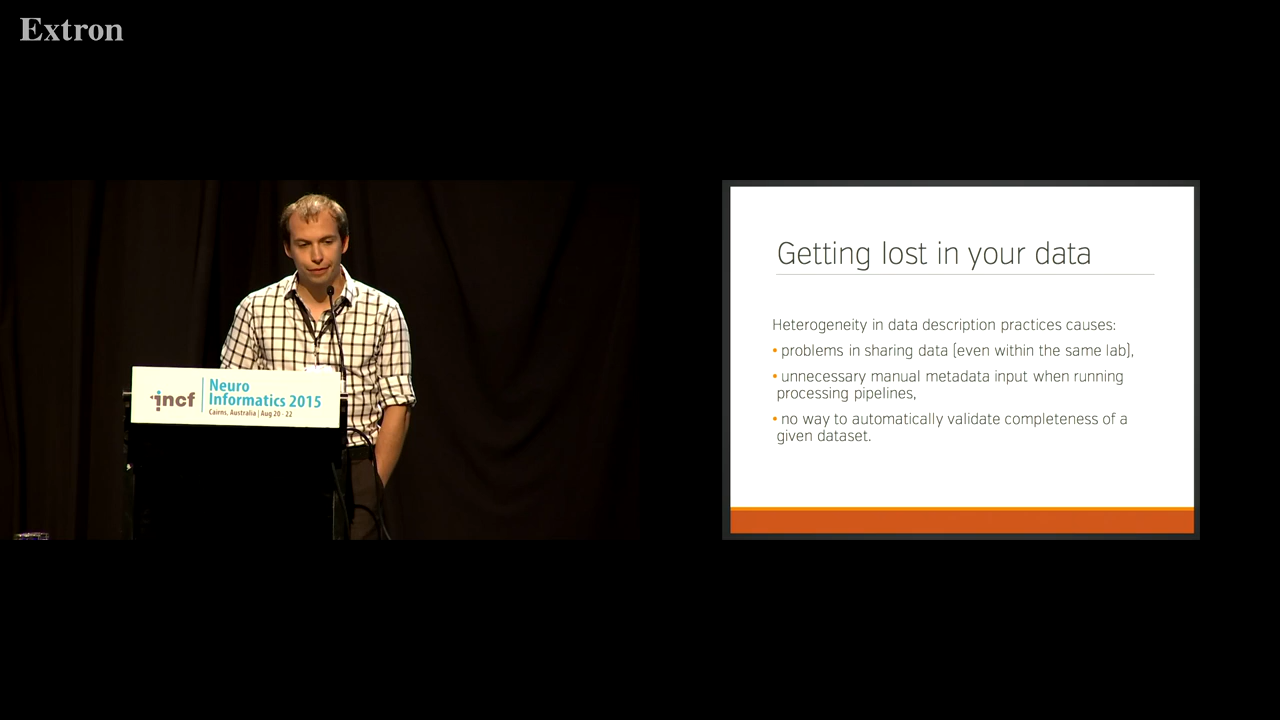 Extron
incf
Neuro
Informatics 2015
Cairns, Australia | Aug 20 - 22
Getting lost in your data
Heterogeneity in data description practices causes:
• problems in sharing data [even within the same lab],
• unnecessary manual metadata input when running
processing pipelines,
• no way to automatically validate completeness of a
given dataset.